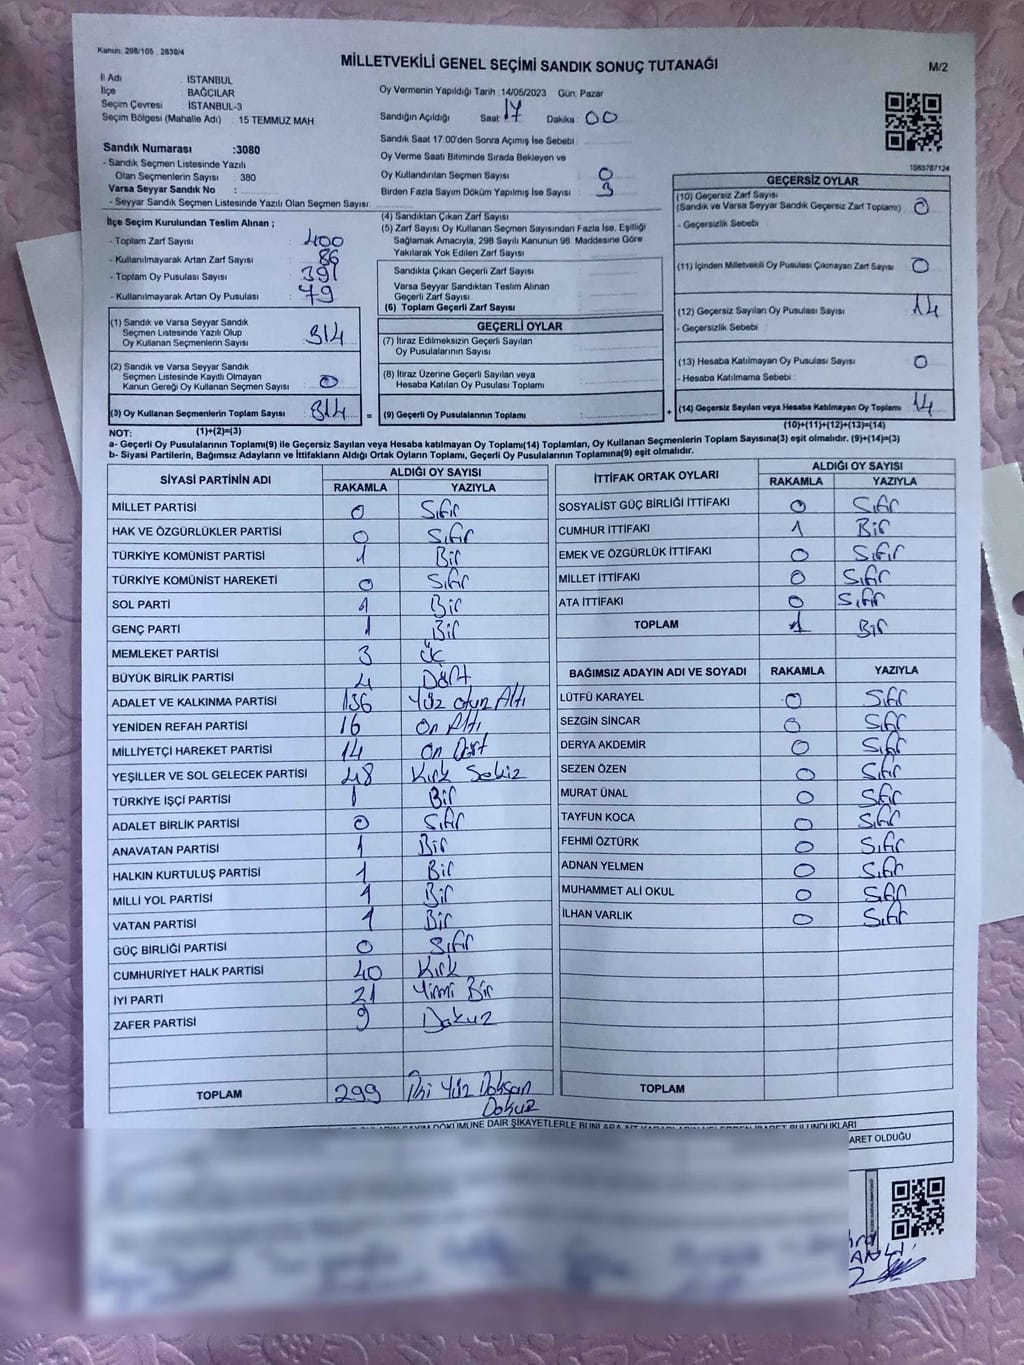 Kanun: 298/105 , 2839/4
MİLLETVEKİLİ GENEL SEÇİMİ SANDIK SONUÇ TUTANAĞI
M/2
İl Adı İSTANBUL
İlçe BAĞCILAR
Seçim Çevresi İSTANBUL-3
Seçim Bölgesi (Mahalle Adı) : 15 TEMMUZ MAH.
Oy Vermenin Yapıldığı Tarih : 14/05/2023 Gün: Pazar
Sandığın Açıldığı Saat: 17 Dakika: 00
Sandık Saat 17:00'den Sonra Açılmış İse Sebebi :
Oy Verme Saati Bitiminde Sırada Bekleyen ve
Oy Kullandırılan Seçmen Sayısı : 0
Birden Fazla Sayım Döküm Yapılmış İse Sayısı : 3
1063767124
Sandık Numarası :3080
- Sandık Seçmen Listesinde Yazılı
Olan Seçmenlerin Sayısı : 380
Varsa Seyyar Sandık No :
- Seyyar Sandık Seçmen Listesinde Yazılı Olan Seçmen Sayısı:
İlçe Seçim Kurulundan Teslim Alınan ;
- Toplam Zarf Sayısı : 400
- Kullanılmayarak Artan Zarf Sayısı : 86
- Toplam Oy Pusulası Sayısı : 391
- Kullanılmayarak Artan Oy Pusulası : 79
(1) Sandık ve Varsa Seyyar Sandık
Seçmen Listesinde Yazılı Olup
Oy Kullanan Seçmenlerin Sayısı : 314
(2) Sandık ve Varsa Seyyar Sandık
Seçmen Listesinde Kayıtlı Olmayan
Kanun Gereği Oy Kullanan Seçmen Sayısı : 0
(3) Oy Kullanan Seçmenlerin Toplam Sayısı : 314
(1)+(2)=(3)
(4) Sandıktan Çıkan Zarf Sayısı :
(5) Zarf Sayısı Oy Kullanan Seçmen Sayısından Fazla İse, Eşitliği
Sağlamak Amacıyla, 298 Sayılı Kanunun 98. Maddesine Göre
Yakılarak Yok Edilen Zarf Sayısı :
Sandıkta Çıkan Geçerli Zarf Sayısı :
Varsa Seyyar Sandıktan Teslim Alınan
Geçerli Zarf Sayısı :
(6) Toplam Geçerli Zarf Sayısı :
GEÇERLİ OYLAR
(7) İtiraz Edilmeksizin Geçerli Sayılan
Oy Pusulalarının Sayısı :
(8) İtiraz Üzerine Geçerli Sayılan veya
Hesaba Katılan Oy Pusulası Toplamı :
= (9) Geçerli Oy Pusulalarının Toplamı : +
GEÇERSİZ OYLAR
(10) Geçersiz Zarf Sayısı
(Sandık ve Varsa Seyyar Sandık Geçersiz Zarf Toplamı) : 0
- Geçersizlik Sebebi :
(11) İçinden Milletvekili Oy Pusulası Çıkmayan Zarf Sayısı : 0
(12) Geçersiz Sayılan Oy Pusulası Sayısı : 14
- Geçersizlik Sebebi :
(13) Hesaba Katılmayan Oy Pusulası Sayısı : 0
- Hesaba Katılmama Sebebi :
(14) Geçersiz Sayılan veya Hesaba Katılmayan Oy Toplamı : 14
(10)+(11)+(12)+(13)=(14)
NOT:
a- Geçerli Oy Pusulalarının Toplamı(9) ile Geçersiz Sayılan veya Hesaba katılmayan Oy Toplamı(14) Toplamları, Oy Kullanan Seçmenlerin Toplam Sayısına(3) eşit olmalıdır. (9)+(14)=(3)
b- Siyasi Partilerin, Bağımsız Adayların ve İttifakların Aldığı Ortak Oyların Toplamı, Geçerli Oy Pusulalarının Toplamına(9) eşit olmalıdır.
SİYASİ PARTİNİN ADI ALDIĞI OY SAYISI
RAKAMLA YAZIYLA
MİLLET PARTİSİ 0 Sıfır
HAK VE ÖZGÜRLÜKLER PARTİSİ 0 Sıfır
TÜRKİYE KOMÜNİST PARTİSİ 1 Bir
TÜRKİYE KOMÜNİST HAREKETİ 0 Sıfır
SOL PARTİ 1 Bir
GENÇ PARTİ 1 Bir
MEMLEKET PARTİSİ 3 Üç
BÜYÜK BİRLİK PARTİSİ 4 Dört
ADALET VE KALKINMA PARTİSİ 136 Yüz otuz Altı
YENİDEN REFAH PARTİSİ 16 On Altı
MİLLİYETÇİ HAREKET PARTİSİ 14 On Dört
YEŞİLLER VE SOL GELECEK PARTİSİ 48 Kırk Sekiz
TÜRKİYE İŞÇİ PARTİSİ 1 Bir
ADALET BİRLİK PARTİSİ 0 Sıfır
ANAVATAN PARTİSİ 1 Bir
HALKIN KURTULUŞ PARTİSİ 1 Bir
MİLLİ YOL PARTİSİ 1 Bir
VATAN PARTİSİ 1 Bir
GÜÇ BİRLİĞİ PARTİSİ 0 Sıfır
CUMHURİYET HALK PARTİSİ 40 Kırk
İYİ PARTİ 21 Yirmi Bir
ZAFER PARTİSİ 9 Dokuz
TOPLAM 299 İki Yüz Doksan
Dokuz
İTTİFAK ORTAK OYLARI ALDIĞI OY SAYISI
RAKAMLA YAZIYLA
SOSYALİST GÜÇ BİRLİĞİ İTTİFAKI 0 Sıfır
CUMHUR İTTİFAKI 1 Bir
EMEK VE ÖZGÜRLÜK İTTİFAKI 0 Sıfır
MİLLET İTTİFAKI 0 Sıfır
ATA İTTİFAKI 0 Sıfır
TOPLAM 1 Bir
BAĞIMSIZ ADAYIN ADI VE SOYADI RAKAMLA YAZIYLA
LÜTFÜ KARAYEL 0 Sıfır
SEZGİN SİNCAR 0 Sıfır
DERYA AKDEMİR 0 Sıfır
SEZEN ÖZEN 0 Sıfır
MURAT ÜNAL 0 Sıfır
TAYFUN KOCA 0 Sıfır
FEHMİ ÖZTÜRK 0 Sıfır
ADNAN YELMEN 0 Sıfır
MUHAMMET ALİ OKUL 0 Sıfır
İLHAN VARLIK 0 Sıfır
TOPLAM
DÖKÜMÜNE DAİR ŞİKAYETLERLE BUNLARA AİT
ARET OLDUĞU